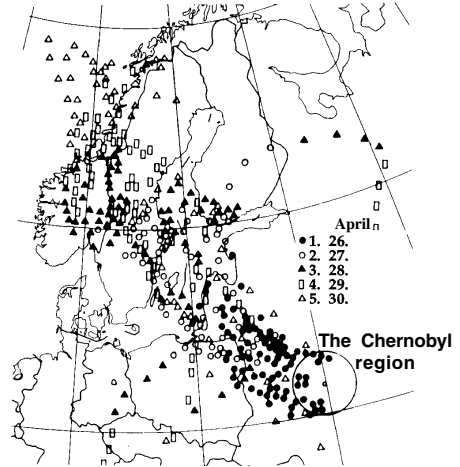 April
1. 26.
2. 27.
3. 28.
4. 29.
5. 30.
The Chernobyl
region